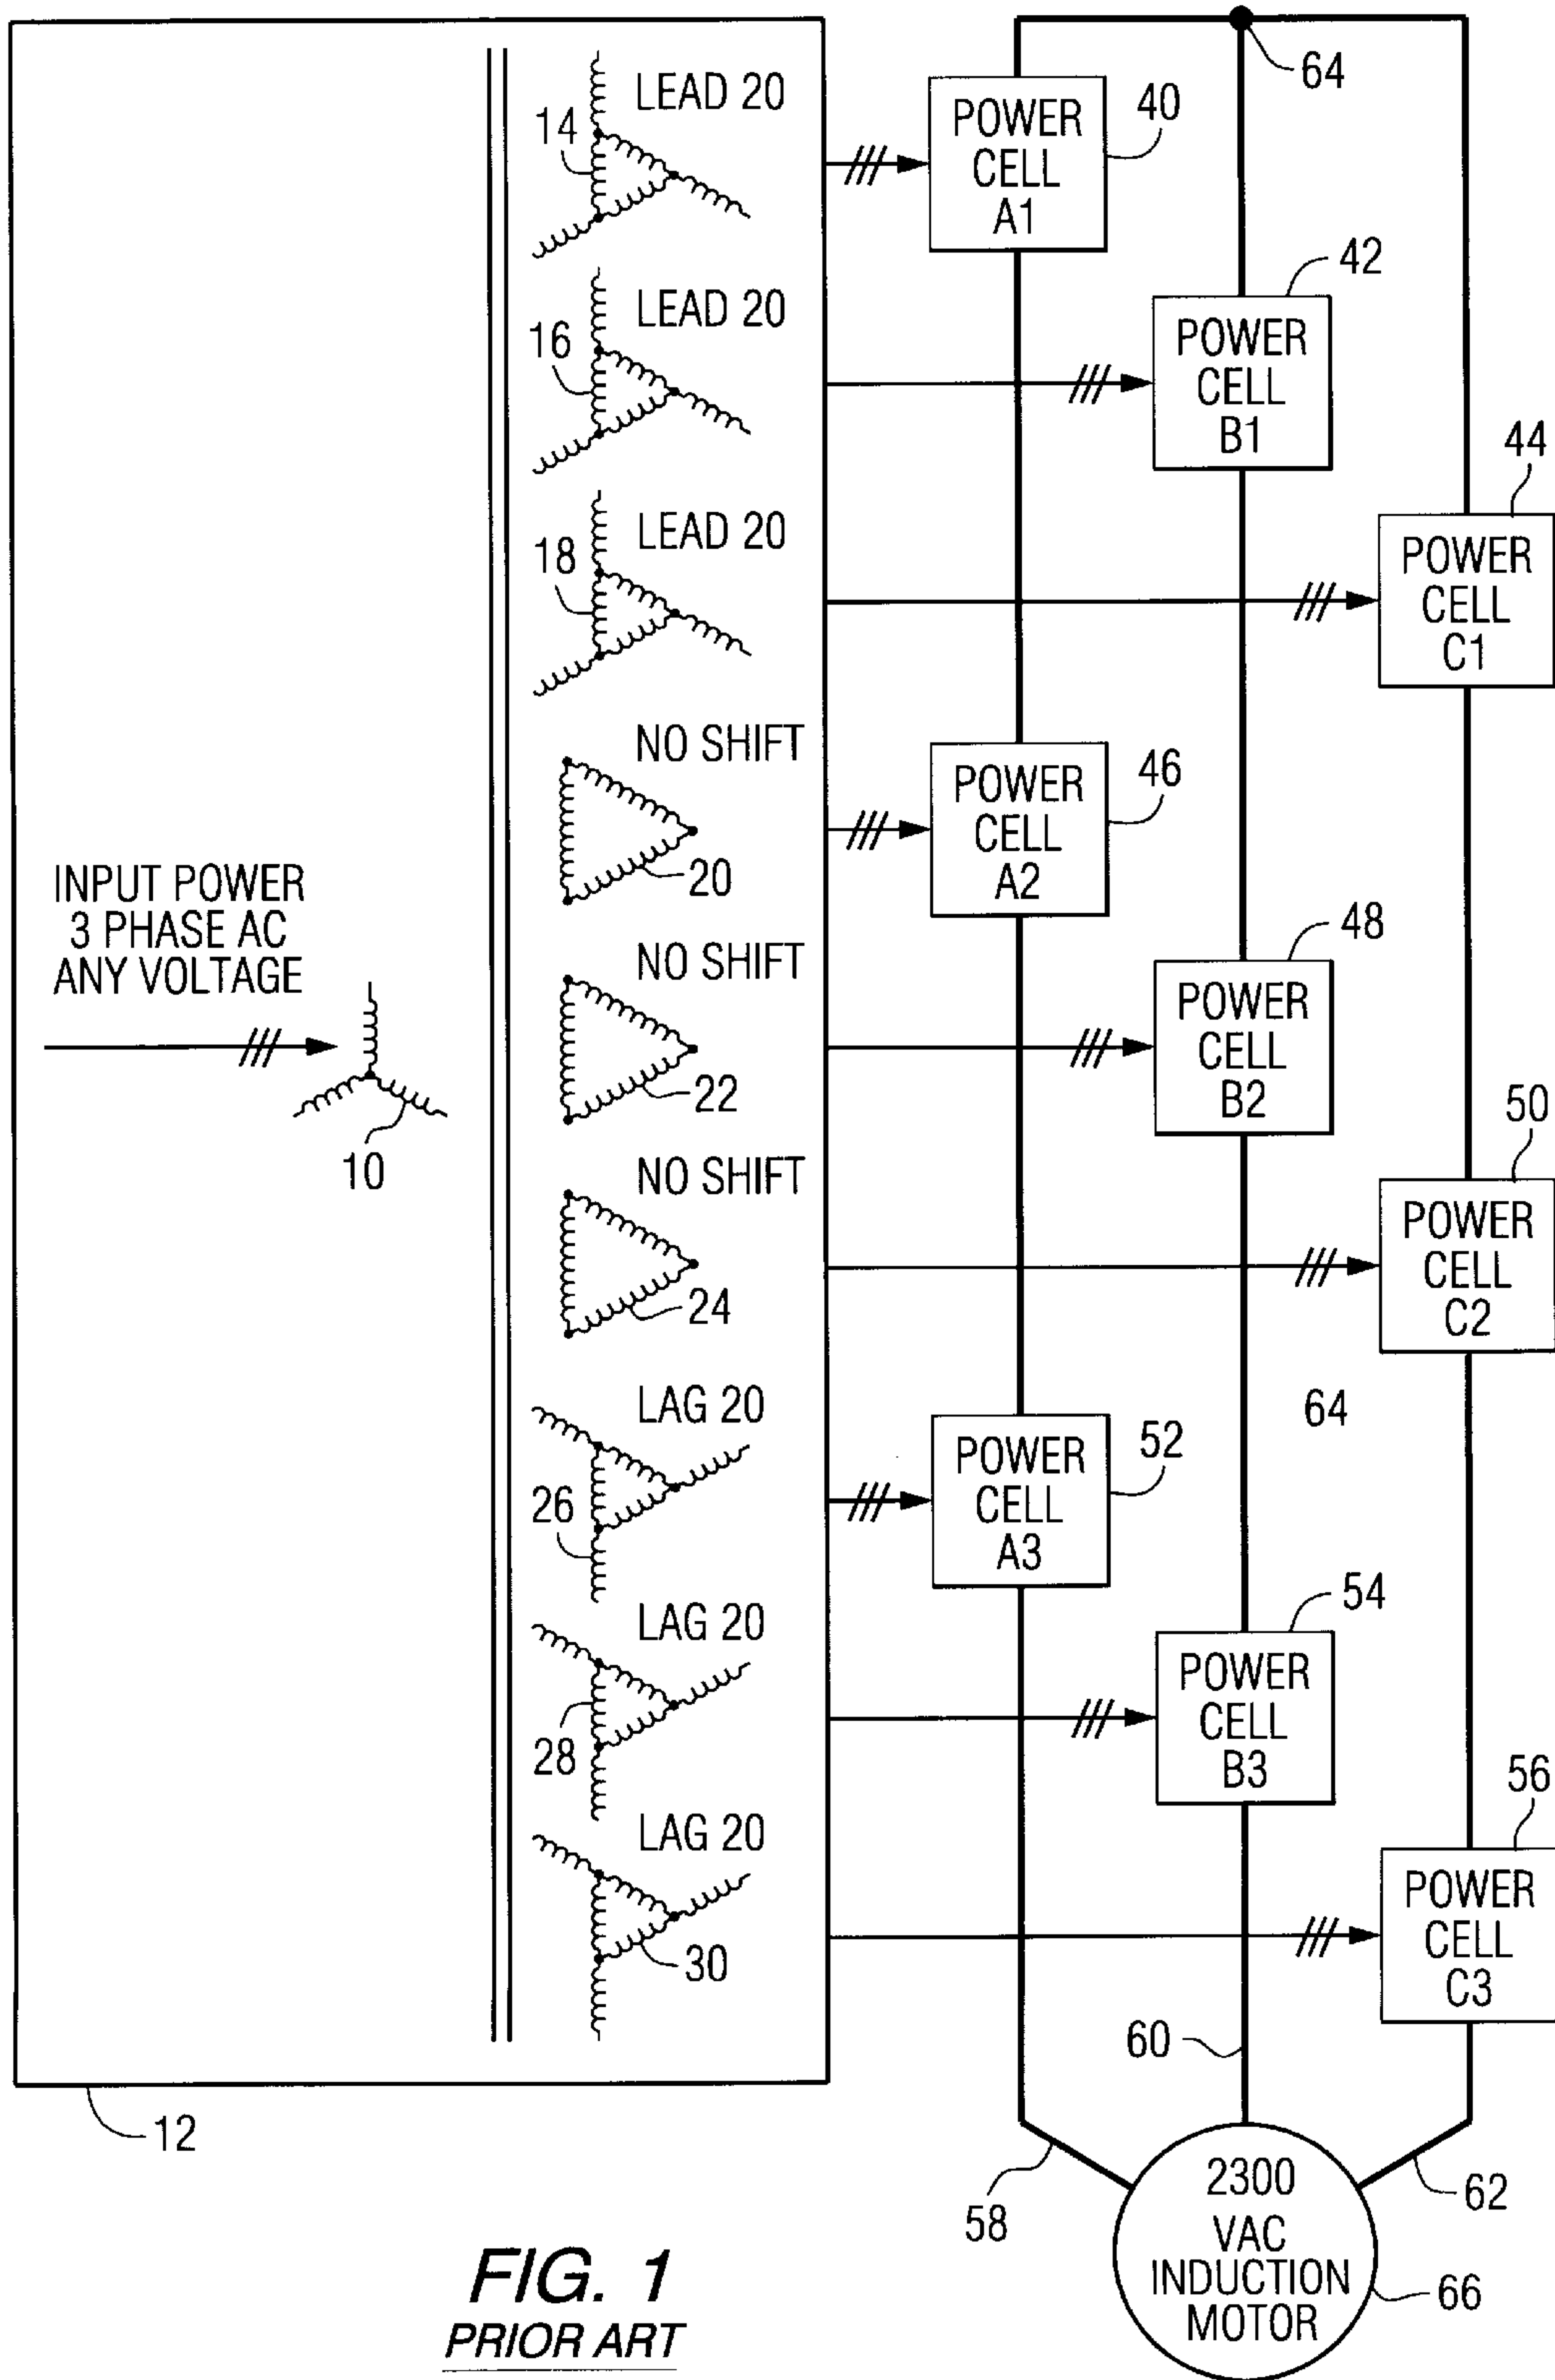 64
LEAD 20
14
POWER
CELL
A1
40
LEAD 20
16
POWER
CELL
B1
42
LEAD 20
18
POWER
CELL
C1
44
NO SHIFT
20
POWER
CELL
A2
46
INPUT POWER
3 PHASE AC
ANY VOLTAGE
10
NO SHIFT
22
POWER
CELL
B2
48
NO SHIFT
24
POWER
CELL
C2
50
64
LAG 20
26
POWER
CELL
A3
52
LAG 20
28
POWER
CELL
B3
54
LAG 20
30
POWER
CELL
C3
56
12
60
58
62
2300
VAC
INDUCTION
MOTOR
66
FIG. 1
PRIOR ART